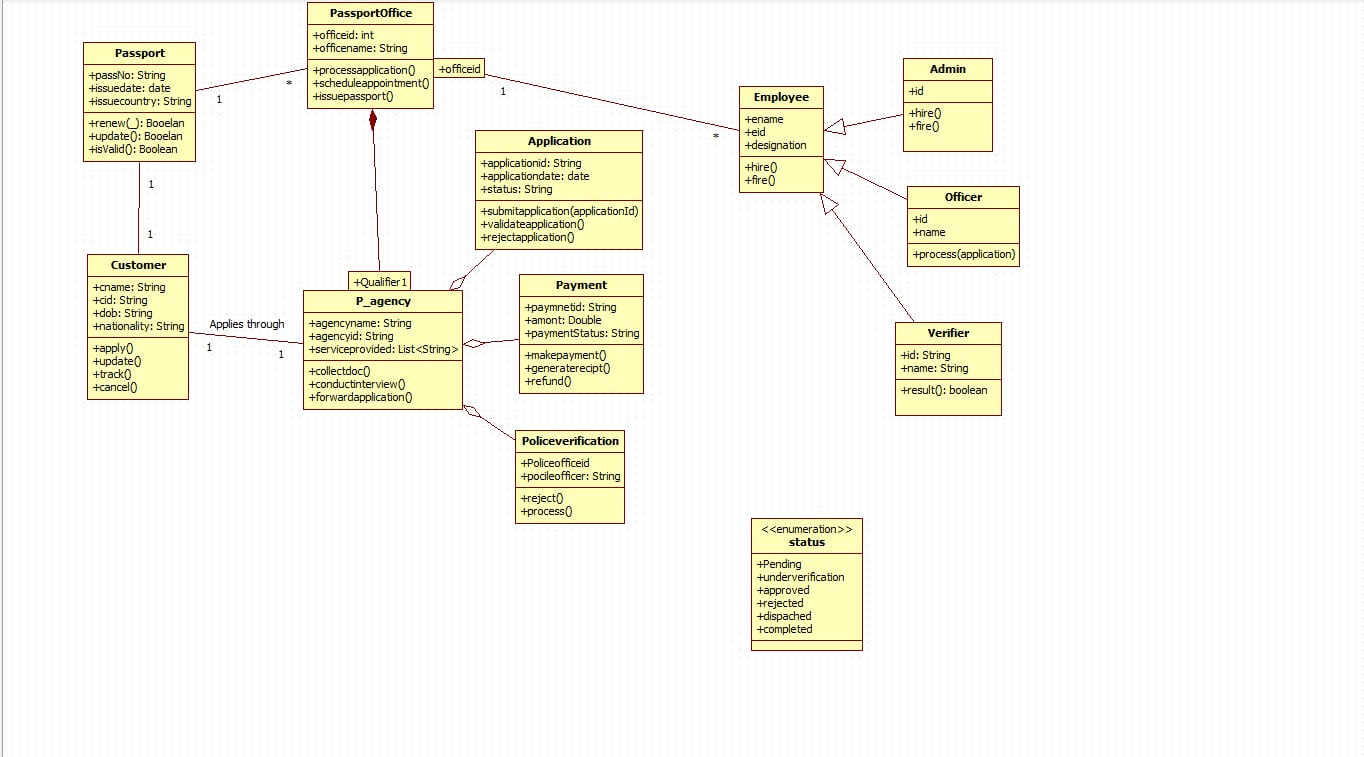 PassportOffice
+officeid: int
+officename: String
+processapplication()
+scheduleappointment()
+issuepassport()
+officeid
1
*
Passport
+passNo: String
+issuedate: date
+issuecountry: String
+renew(_): Booelan
+update(): Booelan
+isValid(): Boolean
1
*
1
1
Customer
+cname: String
+cid: String
+dob: String
+nationality: String
+apply()
+update()
+track()
+cancel()
Applies through
1
1
+Qualifier1
P_agency
+agencyname: String
+agencyid: String
+serviceprovided: List<String>
+collectdoc()
+conductinterview()
+forwardapplication()
Application
+applicationid: String
+applicationdate: date
+status: String
+submitapplication(applicationId)
+validateapplication()
+rejectapplication()
Payment
+paymnetid: String
+amont: Double
+paymentStatus: String
+makepayment()
+generaterecipt()
+refund()
Policeverification
+Policeofficeid
+pocileofficer: String
+reject()
+process()
Employee
+ename
+eid
+designation
+hire()
+fire()
Admin
+id
+hire()
+fire()
Officer
+id
+name
+process(application)
Verifier
+id: String
+name: String
+result(): boolean
<<enumeration>>
status
+Pending
+underverification
+approved
+rejected
+dispached
+completed